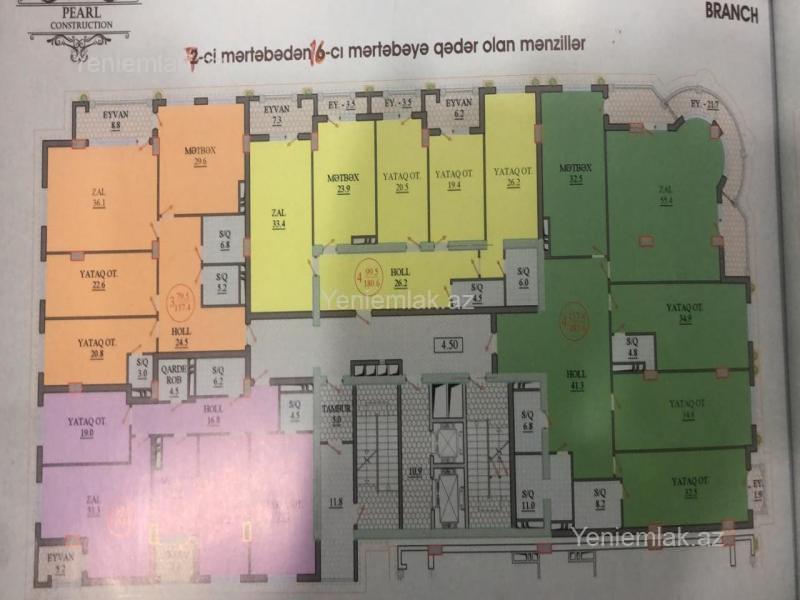 PEARL
CONSTRUCTION
BRANCH
7-ci mərtəbədən 16-cı mərtəbəyə qədər olan mənzillər
Yeniemlak.az
EYVAN
8.8
MƏTBƏX
29.6
ZAL
36.1
S/Q
6.8
S/Q
5.2
YATAQ OT.
22.6
3 79.5
157.4
YATAQ OT.
20.8
HOLL
24.5
S/Q
3.0
EYVAN
7.3
EY. -3.5
EY. -3.5
EYVAN
6.2
ZAL
33.4
MƏTBƏX
23.9
YATAQ OT.
20.5
YATAQ OT.
19.4
YATAQ OT.
26.2
4 99.5
180.6
HOLL
26.2
S/Q
4.5
S/Q
6.0
Yeniemlak.az
4.50
MƏTBƏX
32.5
EY. -21.7
ZAL
55.4
YATAQ OT.
34.9
S/Q
4.8
HOLL
41.3
YATAQ OT.
34.6
YATAQ OT.
32.5
S/Q
6.8
S/Q
11.0
S/Q
8.2
EY.
1.9
QARDE
ROB
4.5
S/Q
6.2
HOLL
16.8
S/Q
4.5
TAMBUR
5.0
YATAQ OT.
19.0
ZAL
51.3
EYVAN
5.2
11.8
10.9
Yeniemlak.az